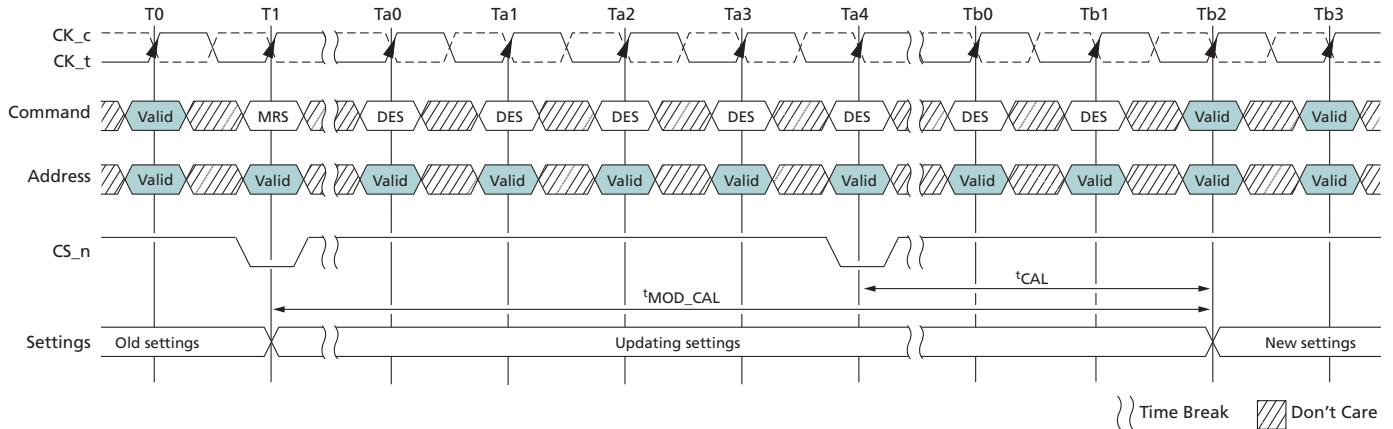 T0 T1 Ta0 Ta1 Ta2 Ta3 Ta4 Tb0 Tb1 Tb2 Tb3
CK_c
CK_t
Command Valid MRS DES DES DES DES DES DES DES Valid Valid
Address Valid Valid Valid Valid Valid Valid Valid Valid Valid Valid Valid
CS_n
tCAL
tMOD_CAL
Settings Old settings Updating settings New settings
Time Break Don't Care